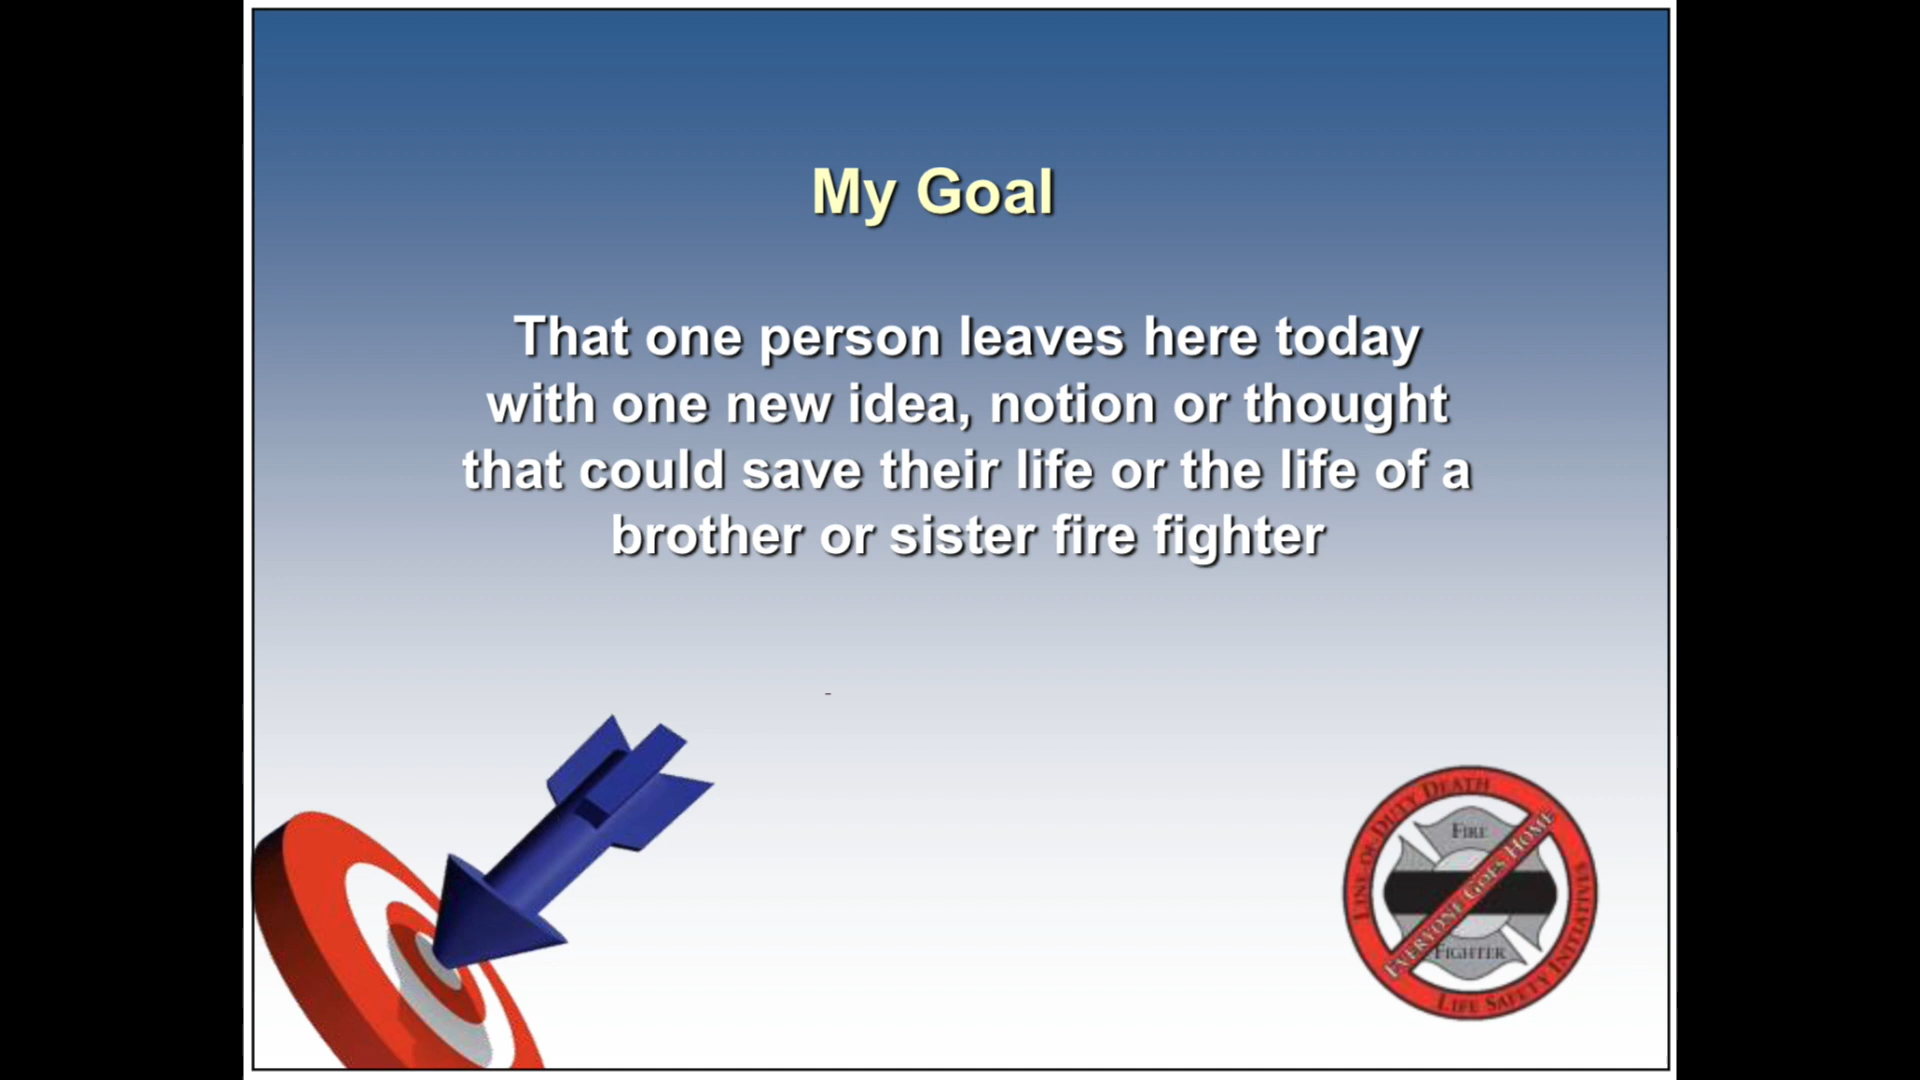 My Goal
That one person leaves here today
with one new idea, notion or thought
that could save their life or the life of a
brother or sister fire fighter
-
LINE-OF-DUTY DEATH
FIRE
EVERYONE GOES HOME
FIGHTER
LIFE SAFETY INITIATIVES